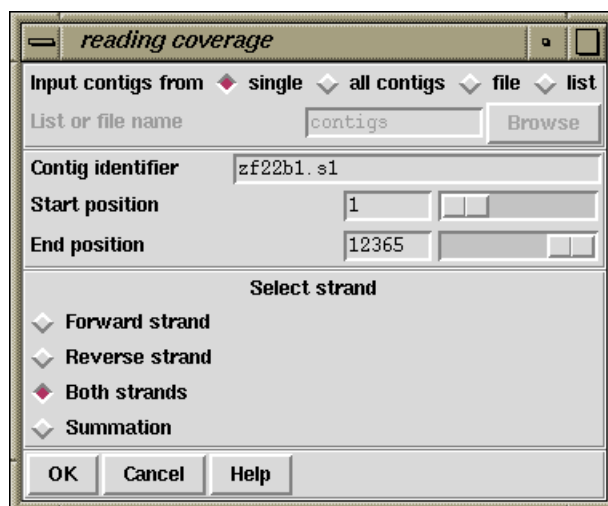 reading coverage
Input contigs from single all contigs file list
List or file name contigs Browse
Contig identifier zf22b1.s1
Start position 1
End position 12365
Select strand
Forward strand
Reverse strand
Both strands
Summation
OK Cancel Help